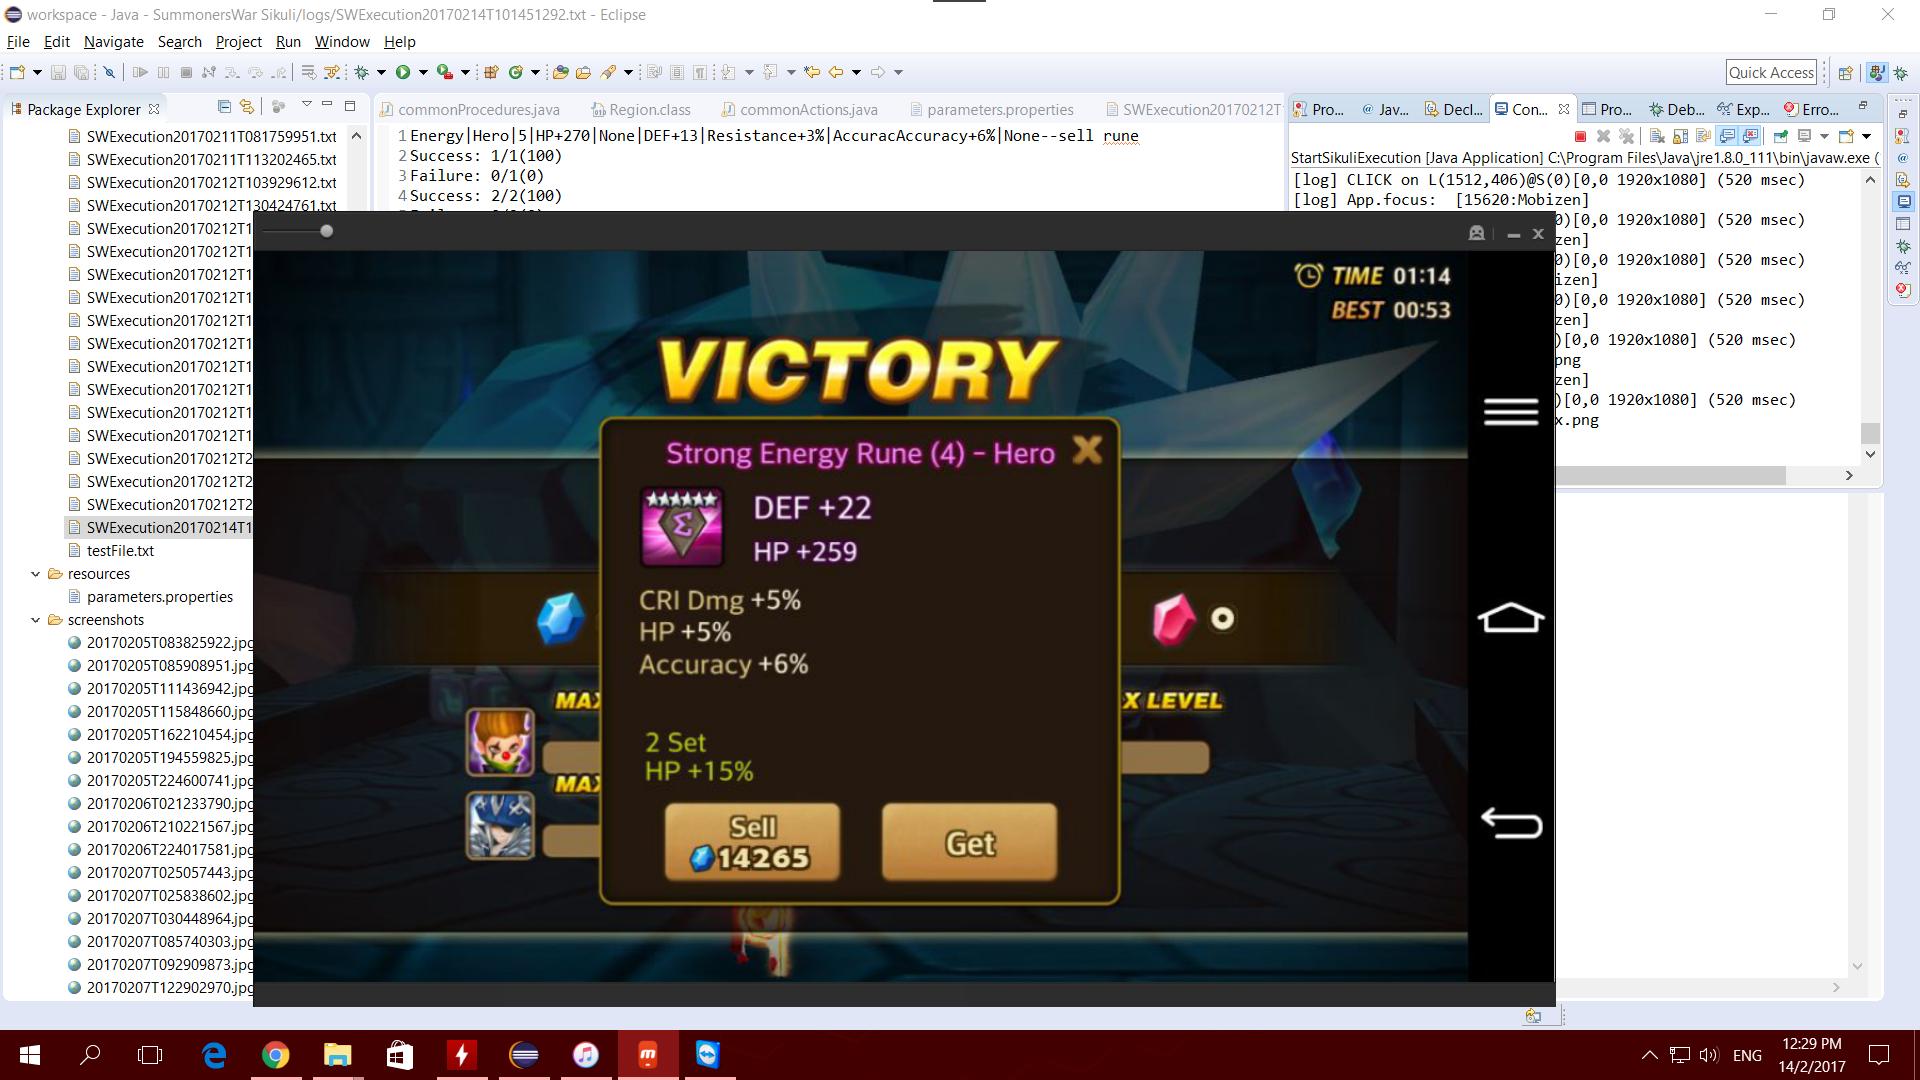 workspace - Java - SummonersWar Sikuli/logs/SWExecution20170214T101451292.txt - Eclipse
File Edit Navigate Search Project Run Window Help
Quick Access
Package Explorer
commonProcedures.java Region.class commonActions.java parameters.properties SWExecution20170212T
Pro... Jav... Decl... Con... Pro... Deb... Exp... Erro...
SWExecution20170211T081759951.txt
SWExecution20170211T113202465.txt
SWExecution20170212T103929612.txt
SWExecution20170212T130424761.txt
SWExecution20170212T1
SWExecution20170212T1
SWExecution20170212T1
SWExecution20170212T1
SWExecution20170212T1
SWExecution20170212T1
SWExecution20170212T1
SWExecution20170212T1
SWExecution20170212T1
SWExecution20170212T1
SWExecution20170212T2
SWExecution20170212T2
SWExecution20170212T2
SWExecution20170214T1
testFile.txt
resources
parameters.properties
screenshots
20170205T083825922.jpg
20170205T085908951.jpg
20170205T111436942.jpg
20170205T115848660.jpg
20170205T162210454.jpg
20170205T194559825.jpg
20170205T224600741.jpg
20170206T021233790.jpg
20170206T210221567.jpg
20170206T224017581.jpg
20170207T025057443.jpg
20170207T025838602.jpg
20170207T030448964.jpg
20170207T085740303.jpg
20170207T092909873.jpg
20170207T122902970.jpg
1 Energy|Hero|5|HP+270|None|DEF+13|Resistance+3%|AccuracAccuracy+6%|None--sell rune
2 Success: 1/1(100)
3 Failure: 0/1(0)
4 Success: 2/2(100)
StartSikuliExecution [Java Application] C:\Program Files\Java\jre1.8.0_111\bin\javaw.exe (
[log] CLICK on L(1512,406)@S(0)[0,0 1920x1080] (520 msec)
[log] App.focus: [15620:Mobizen]
0)[0,0 1920x1080] (520 msec)
zen]
0)[0,0 1920x1080] (520 msec)
izen]
0)[0,0 1920x1080] (520 msec)
zen]
)[0,0 1920x1080] (520 msec)
png
zen]
)[0,0 1920x1080] (520 msec)
x.png
TIME 01:14
BEST 00:53
VICTORY
Strong Energy Rune (4) - Hero
DEF +22
HP +259
CRI Dmg +5%
HP +5%
Accuracy +6%
2 Set
HP +15%
Sell
14265
Get
MAX
X LEVEL
MAX
ENG
12:29 PM
14/2/2017